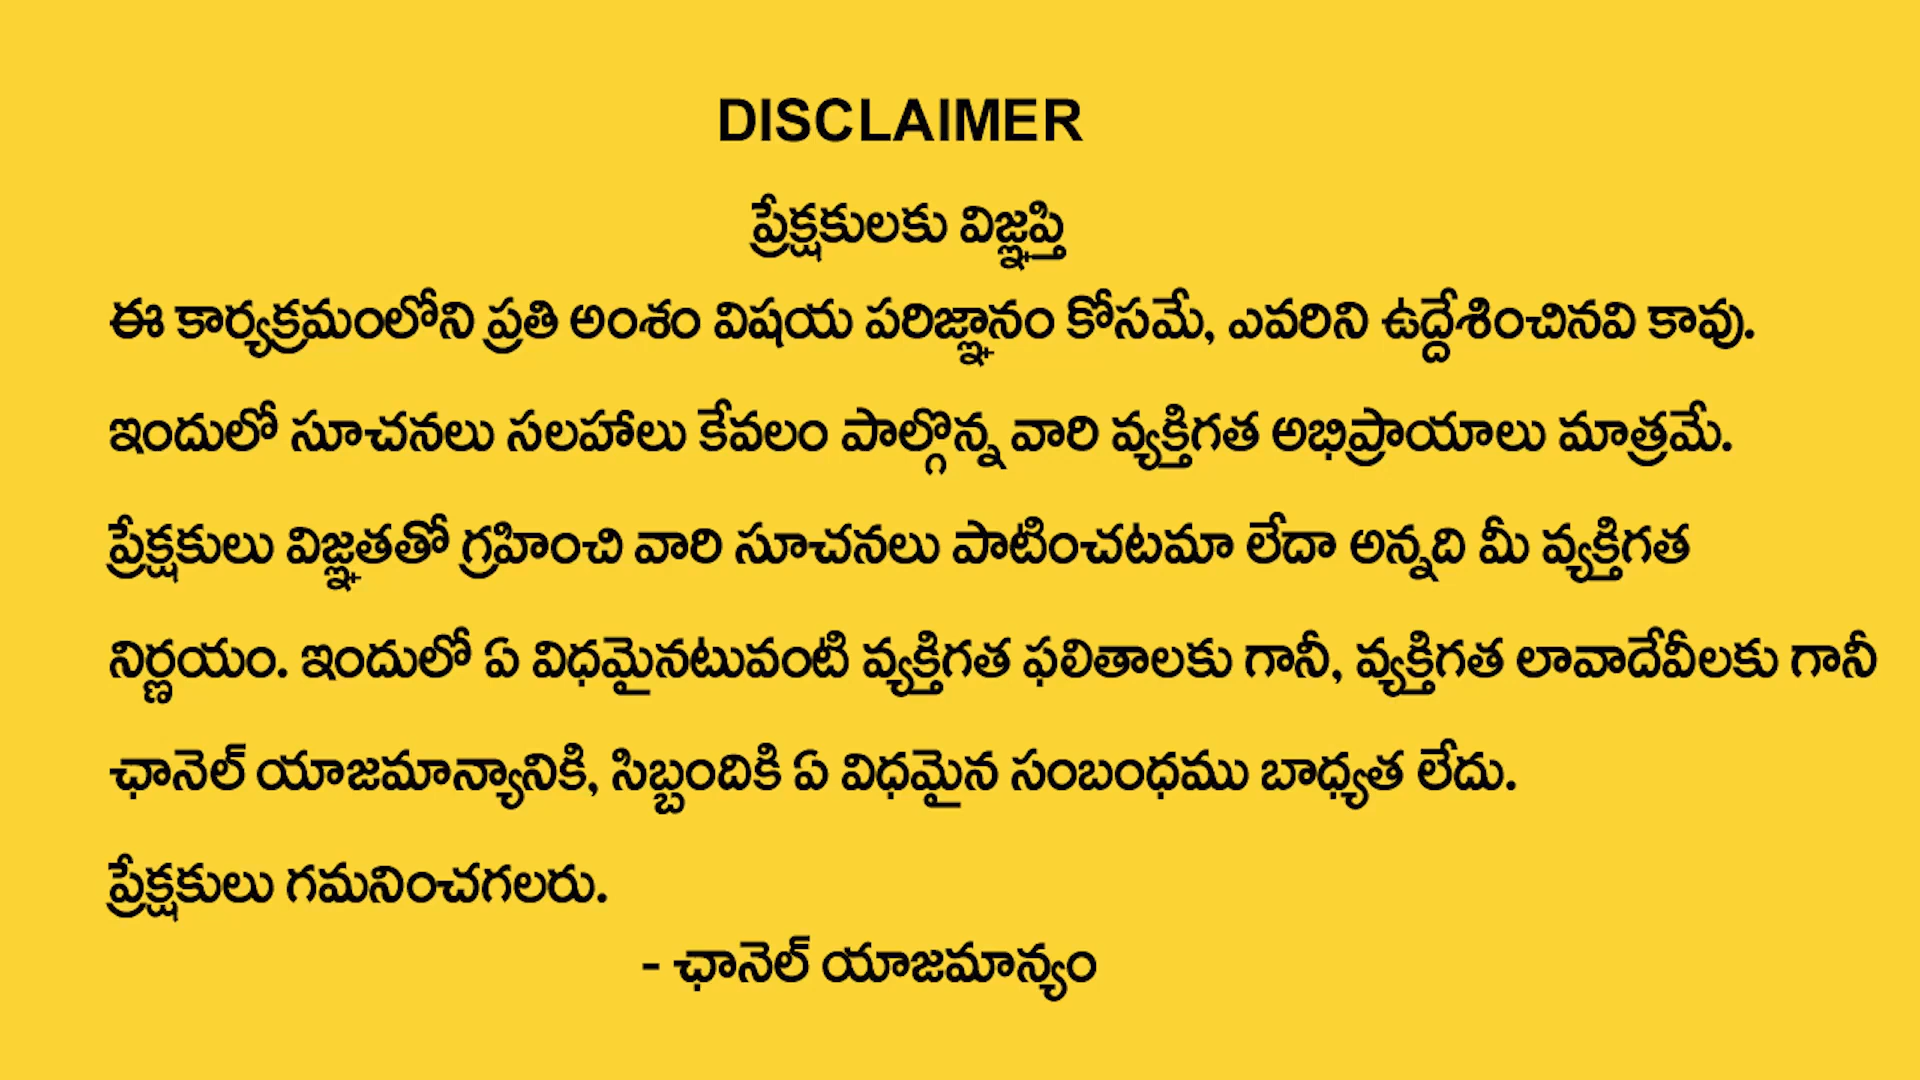 DISCLAIMER
ప్రేక్షకులకు విజ్ఞప్తి
ఈ కార్యక్రమంలోని ప్రతి అంశం విషయ పరిజ్ఞానం కోసమే, ఎవరిని ఉద్దేశించినవి కావు.
ఇందులో సూచనలు సలహాలు కేవలం పాల్గొన్న వారి వ్యక్తిగత అభిప్రాయాలు మాత్రమే.
ప్రేక్షకులు విజ్ఞతతో గ్రహించి వారి సూచనలు పాటించటమా లేదా అన్నది మీ వ్యక్తిగత
నిర్ణయం. ఇందులో ఏ విధమైనటువంటి వ్యక్తిగత ఫలితాలకు గానీ, వ్యక్తిగత లావాదేవీలకు గానీ
ఛానెల్ యాజమాన్యానికి, సిబ్బందికి ఏ విధమైన సంబంధము బాధ్యత లేదు.
ప్రేక్షకులు గమనించగలరు.
- ఛానెల్ యాజమాన్యం